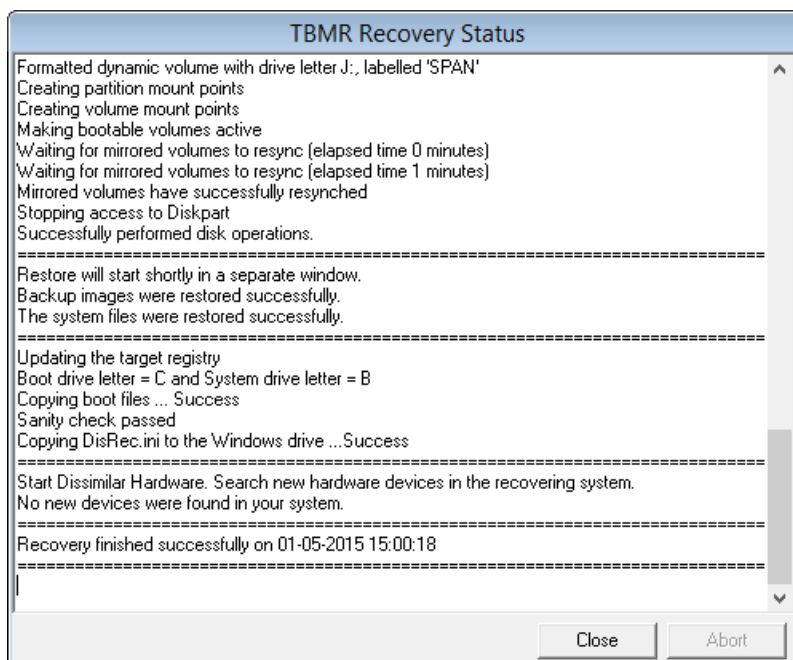 TBMR Recovery Status
Formatted dynamic volume with drive letter J:, labelled 'SPAN'
Creating partition mount points
Creating volume mount points
Making bootable volumes active
Waiting for mirrored volumes to resync (elapsed time 0 minutes)
Waiting for mirrored volumes to resync (elapsed time 1 minutes)
Mirrored volumes have successfully resynched
Stopping access to Diskpart
Successfully performed disk operations.
===========================================================================
Restore will start shortly in a separate window.
Backup images were restored successfully.
The system files were restored successfully.
===========================================================================
Updating the target registry
Boot drive letter = C and System drive letter = B
Copying boot files ... Success
Sanity check passed
Copying DisRec.ini to the Windows drive ...Success
===========================================================================
Start Dissimilar Hardware. Search new hardware devices in the recovering system.
No new devices were found in your system.
===========================================================================
Recovery finished successfully on 01-05-2015 15:00:18
===========================================================================
Close Abort